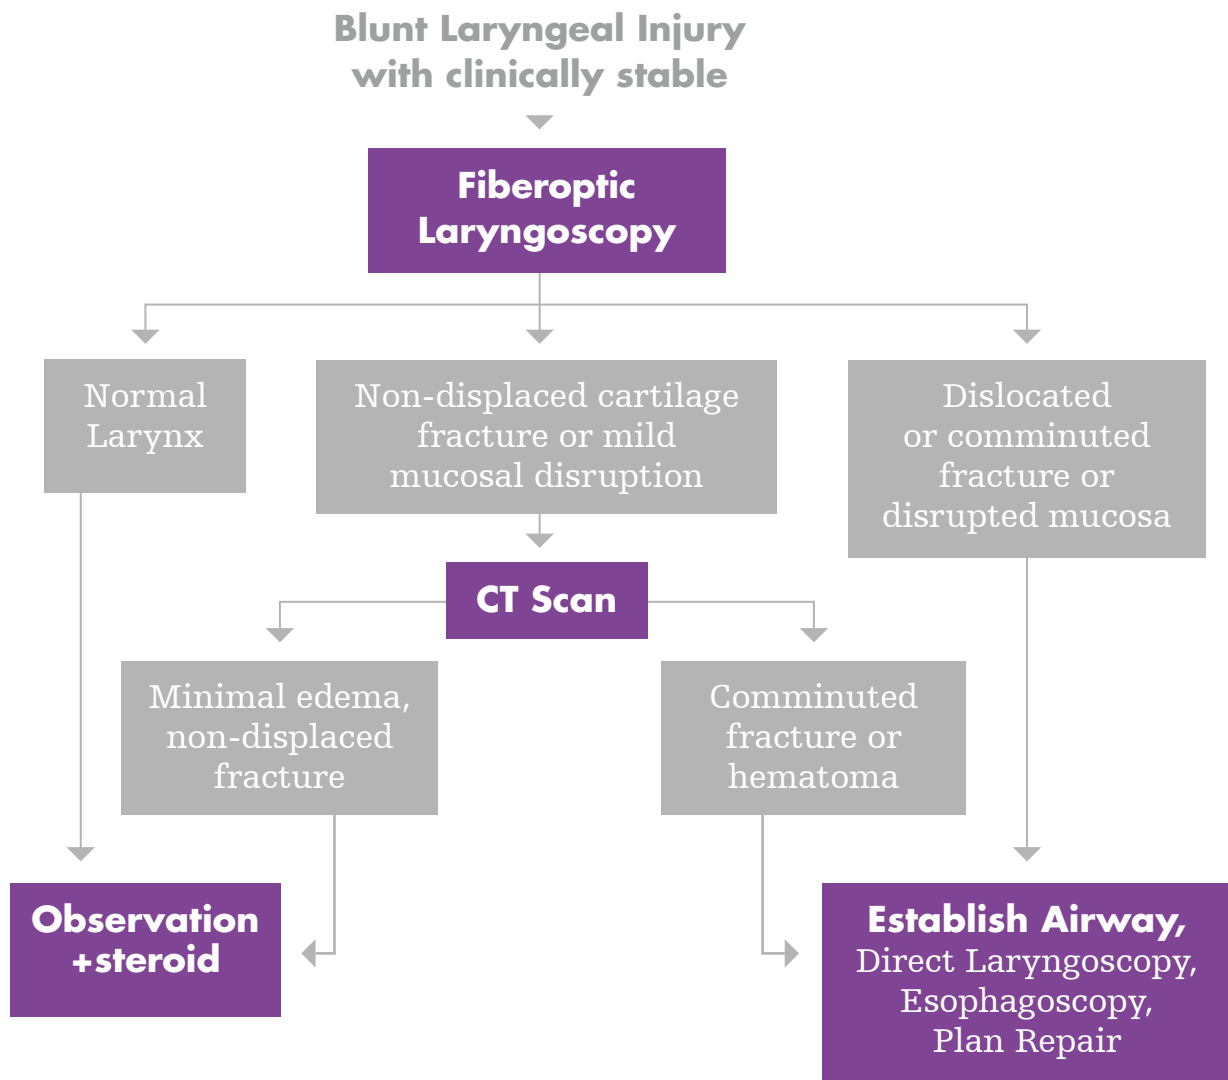 Blunt Laryngeal Injury
with clinically stable
Fiberoptic
Laryngoscopy
Normal
Larynx
Non-displaced cartilage
fracture or mild
mucosal disruption
Dislocated
or comminuted
fracture or
disrupted mucosa
CT Scan
Minimal edema,
non-displaced
fracture
Comminuted
fracture or
hematoma
Observation
+steroid
Establish Airway,
Direct Laryngoscopy,
Esophagoscopy,
Plan Repair